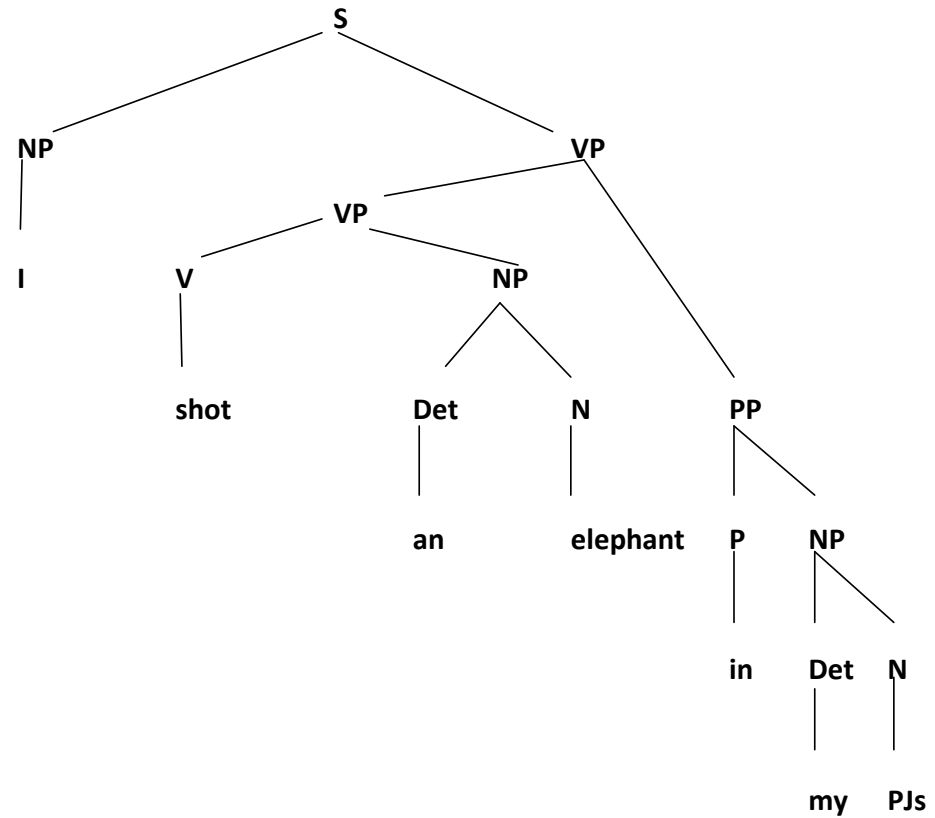 S
NP VP
VP
I V NP
shot Det N PP
an elephant P NP
in Det N
my PJs